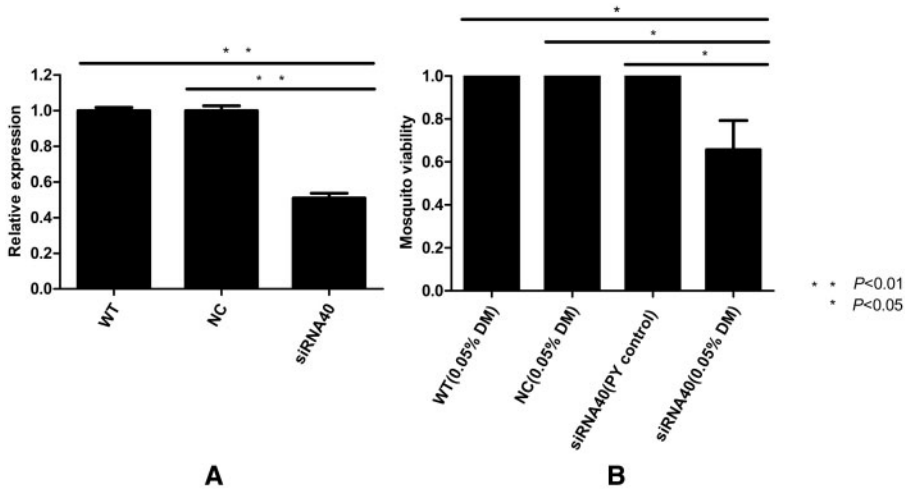 * *
* *
Relative expression
1.2
1.0
0.8
0.6
0.4
0.2
0.0
WT
NC
siRNA40
A
*
*
*
Mosquito viability
1.0
0.8
0.6
0.4
0.2
0.0
WT(0.05% DM)
NC(0.05% DM)
siRNA40(PY control)
siRNA40(0.05% DM)
B
* * P<0.01
* P<0.05